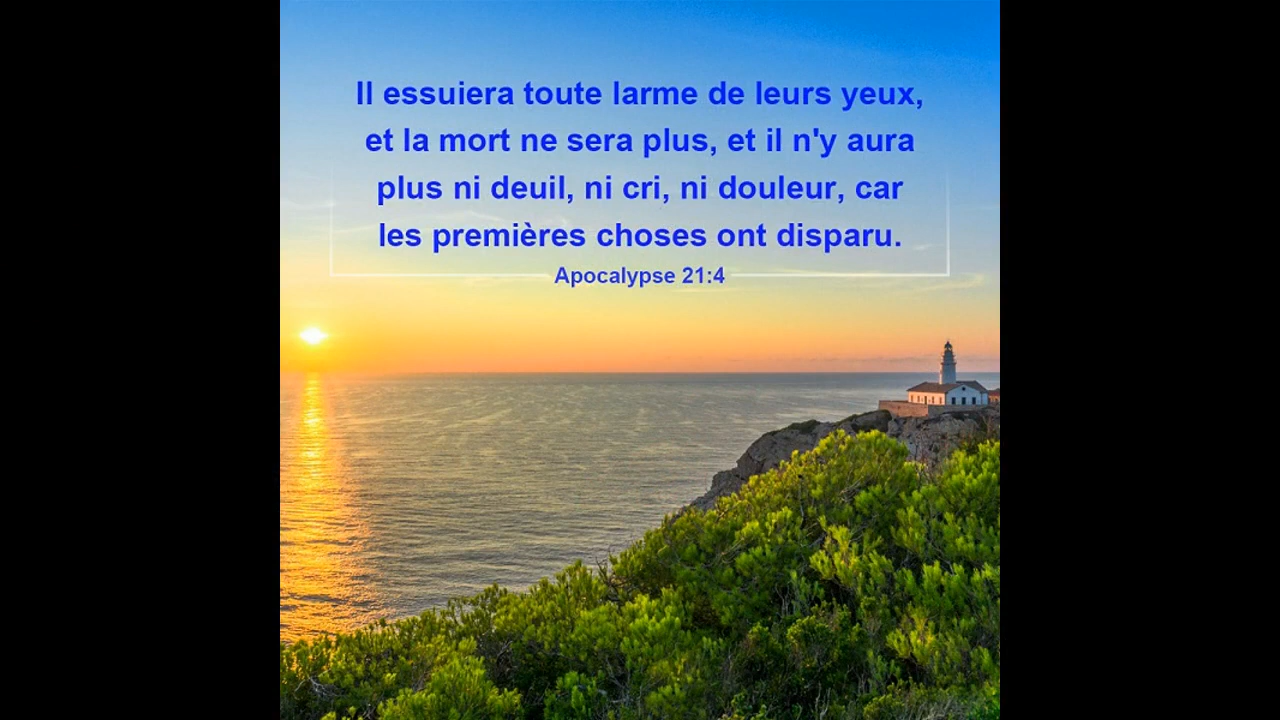 Il essuiera toute larme de leurs yeux,
et la mort ne sera plus, et il n'y aura
plus ni deuil, ni cri, ni douleur, car
les premières choses ont disparu.
Apocalypse 21:4